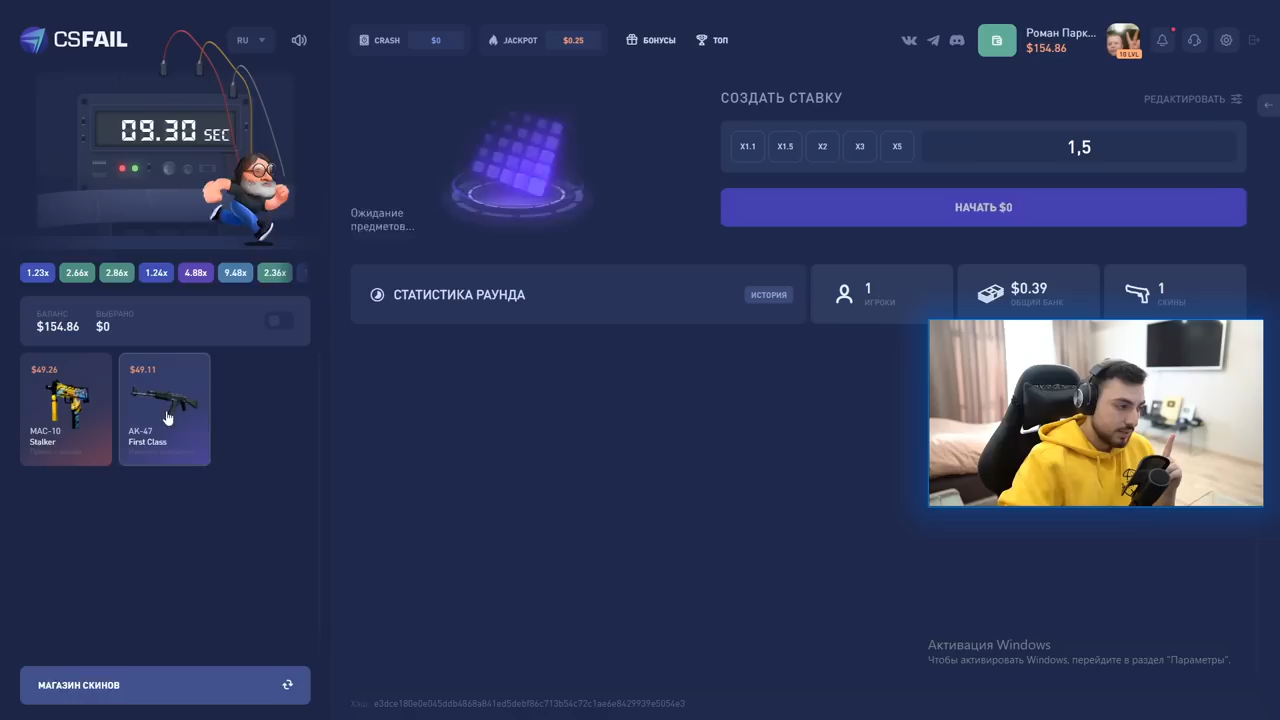 CSFAIL
RU
CRASH
$0
JACKPOT
$0.25
БОНУСЫ
ТОП
Роман Парк...
$154.86
10 LVL
09.30 SEC
1.23x
2.66x
2.86x
1.24x
4.88x
9.48x
2.36x
БАЛАНС
$154.86
ВЫБРАНО
$0
$49.26
MAC-10
Stalker
$49.11
AK-47
First Class
МАГАЗИН СКИНОВ
Ожидание
предметов...
СОЗДАТЬ СТАВКУ
РЕДАКТИРОВАТЬ
X1.1
X1.5
X2
X3
X5
1,5
НАЧАТЬ $0
СТАТИСТИКА РАУНДА
ИСТОРИЯ
1
ИГРОКИ
$0.39
ОБЩИЙ БАНК
1
СКИНЫ
Активация Windows
Чтобы активировать Windows, перейдите в раздел "Параметры".